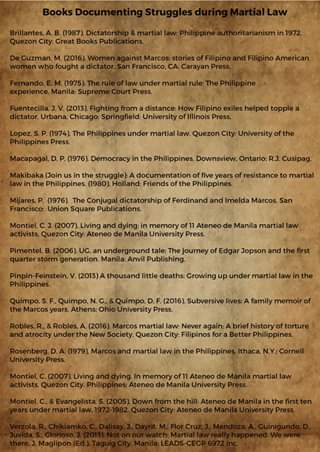 Books Documenting Struggles during Martial Law
Brillantes, A. B. (1987). Dictatorship & martial law: Philippine authoritarianism in 1972.
Quezon City: Great Books Publications.
De Guzman, M. (2016). Women against Marcos: stories of Filipino and Filipino American
women who fought a dictator. San Francisco, CA: Carayan Press.
Fernando, E. M. (1975). The rule of law under martial rule: The Philippine
experience. Manila: Supreme Court Press.
Fuentecilla, J. V. (2013). Fighting from a distance: How Filipino exiles helped topple a
dictator. Urbana, Chicago; Springfield: University of Illinois Press.
Lopez, S. P. (1974). The Philippines under martial law. Quezon City: University of the
Philippines Press.
Macapagal, D. P. (1976). Democracy in the Philippines. Downsview, Ontario: R.J. Cusipag.
Makibaka (Join us in the struggle): A documentation of five years of resistance to martial
law in the Philippines. (1980). Holland: Friends of the Philippines.
Mijares, P. (1976). The Conjugal dictatorship of Ferdinand and Imelda Marcos. San
Francisco: Union Square Publications.
Montiel, C. J. (2007). Living and dying: in memory of 11 Ateneo de Manila martial law
activists. Quezon City: Ateneo de Manila University Press.
Pimentel, B. (2006). UG, an underground tale: The Journey of Edgar Jopson and the first
quarter storm generation. Manila: Anvil Publishing.
Pinpin-Feinstein, V. (2013) A thousand little deaths: Growing up under martial law in the
Philippines.
Quimpo, S. F., Quimpo, N. G., & Quimpo, D. F. (2016). Subversive lives: A family memoir of
the Marcos years. Athens: Ohio University Press.
Robles, R., & Robles, A. (2016). Marcos martial law: Never again: A brief history of torture
and atrocity under the New Society. Quezon City: Filipinos for a Better Philippines.
Rosenberg, D. A. (1979). Marcos and martial law in the Philippines. Ithaca, N.Y.: Cornell
University Press.
Montiel, C. (2007). Living and dying: In memory of 11 Ateneo de Manila martial law
activists. Quezon City, Philippines: Ateneo de Manila University Press.
Montiel, C., & Evangelista, S. (2005). Down from the hill: Ateneo de Manila in the first ten
years under martial law, 1972-1982. Quezon City: Ateneo de Manila University Press.
Verzola, R., Chikiamko, C., Dalisay, J., Dayrit, M., Flor Cruz, J., Mendoza, A., Guinigundo, D.,
Juvida, S., Glorioso, J. (2013). Not on our watch: Martial law really happened. We were
there. J. Maglipon (Ed.). Taguig City, Manila: LEADS-CEGP 6972 Inc.